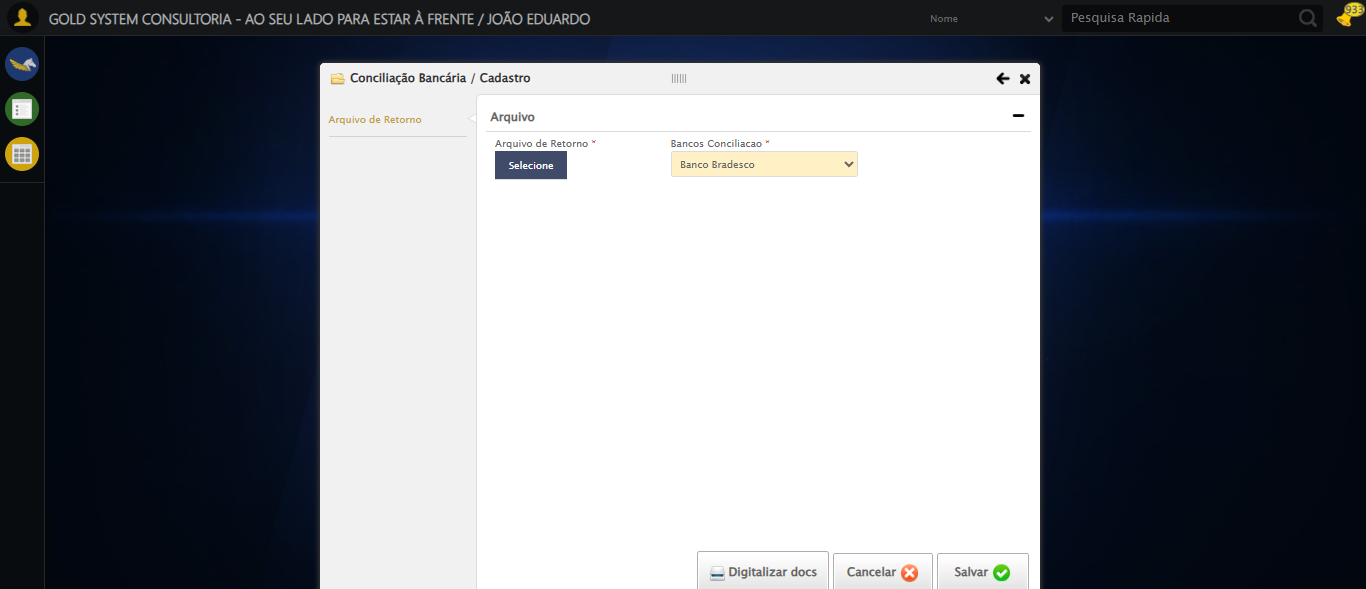 GOLD SYSTEM CONSULTORIA - AO SEU LADO PARA ESTAR À FRENTE / JOÃO EDUARDO
Nome
Pesquisa Rapida
933
Conciliação Bancária / Cadastro
Arquivo de Retorno
Arquivo
Arquivo de Retorno *
Bancos Conciliacao *
Selecione
Banco Bradesco
Digitalizar docs
Cancelar
Salvar